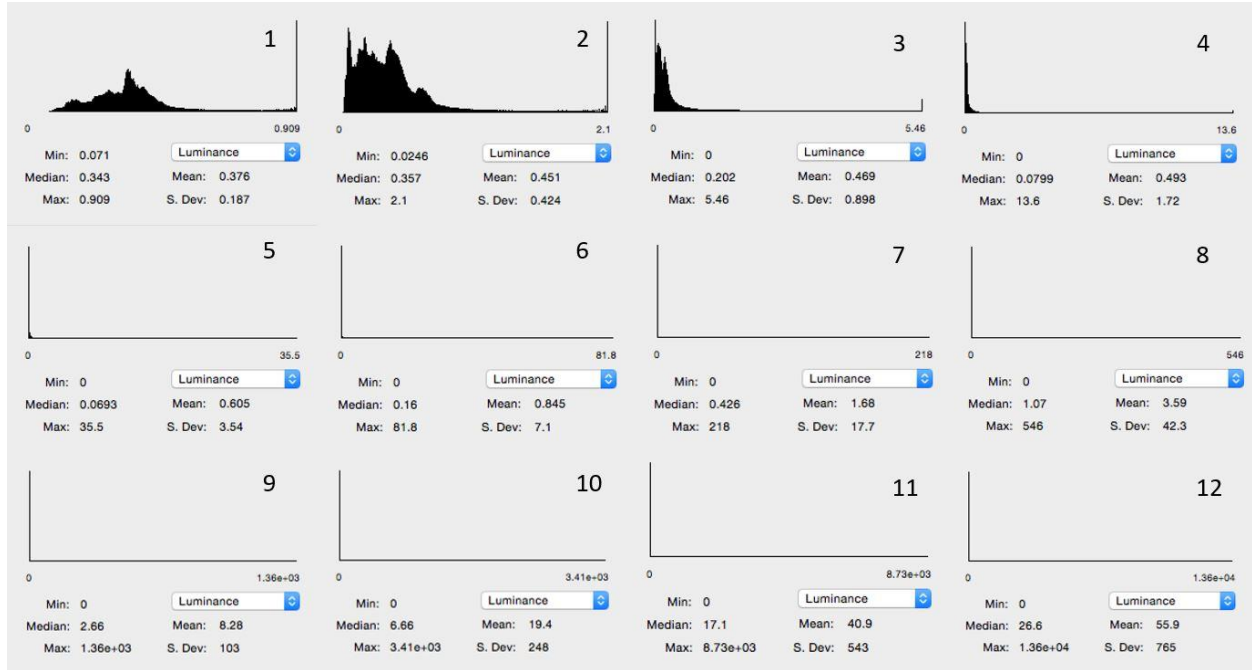 1
0 0.909
Min: 0.071 Luminance
Median: 0.343 Mean: 0.376
Max: 0.909 S. Dev: 0.187
2
0 2.1
Min: 0.0246 Luminance
Median: 0.357 Mean: 0.451
Max: 2.1 S. Dev: 0.424
3
0 5.46
Min: 0 Luminance
Median: 0.202 Mean: 0.469
Max: 5.46 S. Dev: 0.898
4
0 13.6
Min: 0 Luminance
Median: 0.0799 Mean: 0.493
Max: 13.6 S. Dev: 1.72
5
0 35.5
Min: 0 Luminance
Median: 0.0693 Mean: 0.605
Max: 35.5 S. Dev: 3.54
6
0 81.8
Min: 0 Luminance
Median: 0.16 Mean: 0.845
Max: 81.8 S. Dev: 7.1
7
0 218
Min: 0 Luminance
Median: 0.426 Mean: 1.68
Max: 218 S. Dev: 17.7
8
0 546
Min: 0 Luminance
Median: 1.07 Mean: 3.59
Max: 546 S. Dev: 42.3
9
0 1.36e+03
Min: 0 Luminance
Median: 2.66 Mean: 8.28
Max: 1.36e+03 S. Dev: 103
10
0 3.41e+03
Min: 0 Luminance
Median: 6.66 Mean: 19.4
Max: 3.41e+03 S. Dev: 248
11
0 8.73e+03
Min: 0 Luminance
Median: 17.1 Mean: 40.9
Max: 8.73e+03 S. Dev: 543
12
0 1.36e+04
Min: 0 Luminance
Median: 26.6 Mean: 55.9
Max: 1.36e+04 S. Dev: 765